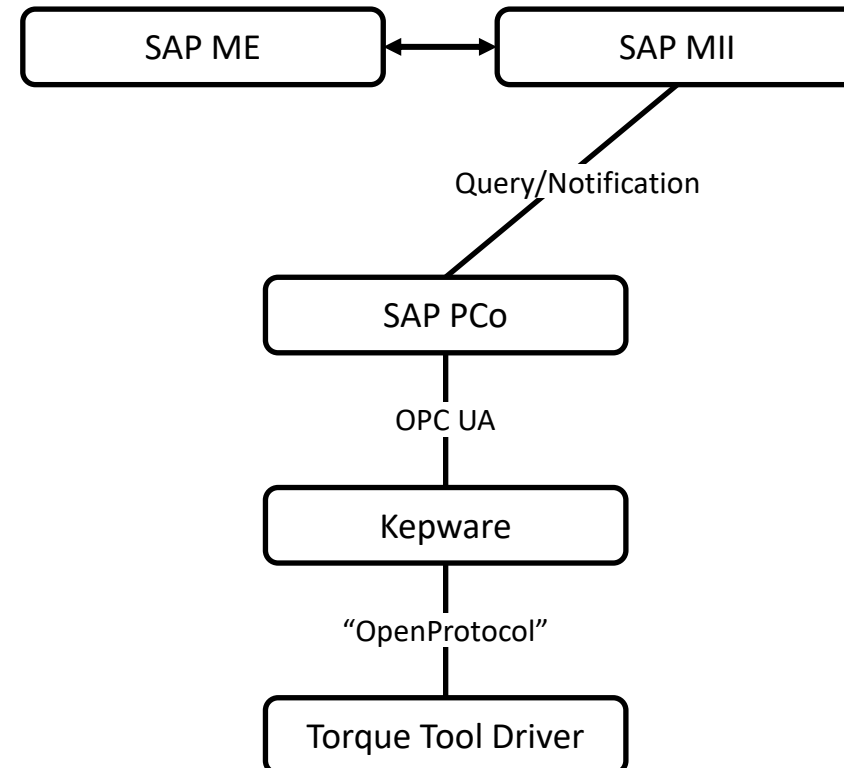 SAP ME
SAP MII
Query/Notification
SAP PCo
OPC UA
Kepware
“OpenProtocol”
Torque Tool Driver